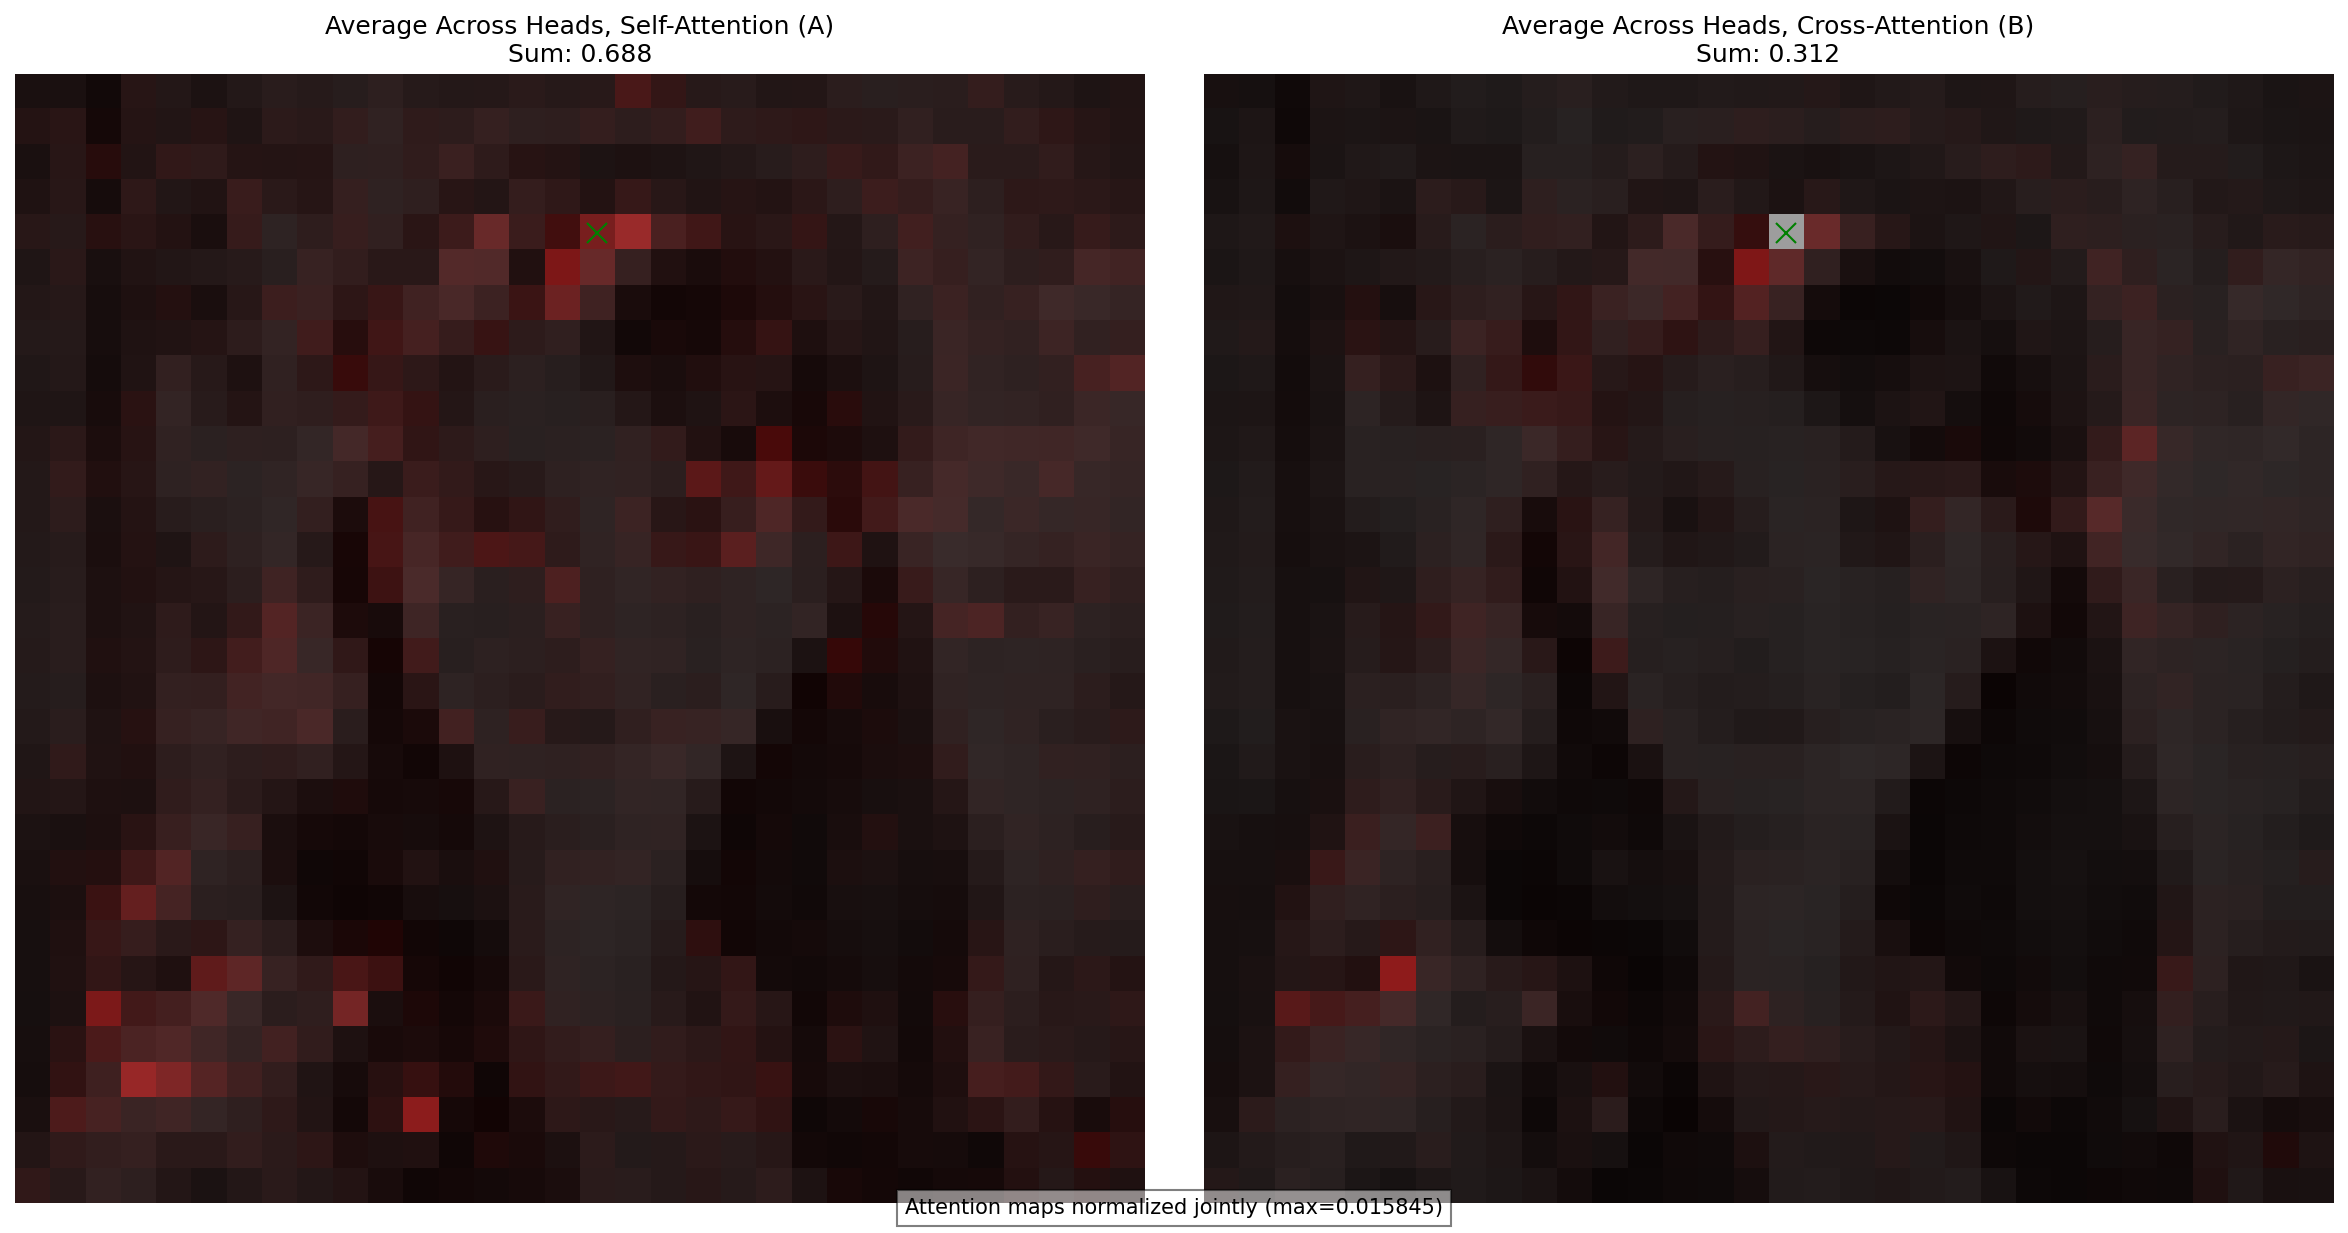 Average Across Heads, Self-Attention (A)
Sum: 0.688
Average Across Heads, Cross-Attention (B)
Sum: 0.312
Attention maps normalized jointly (max=0.015845)